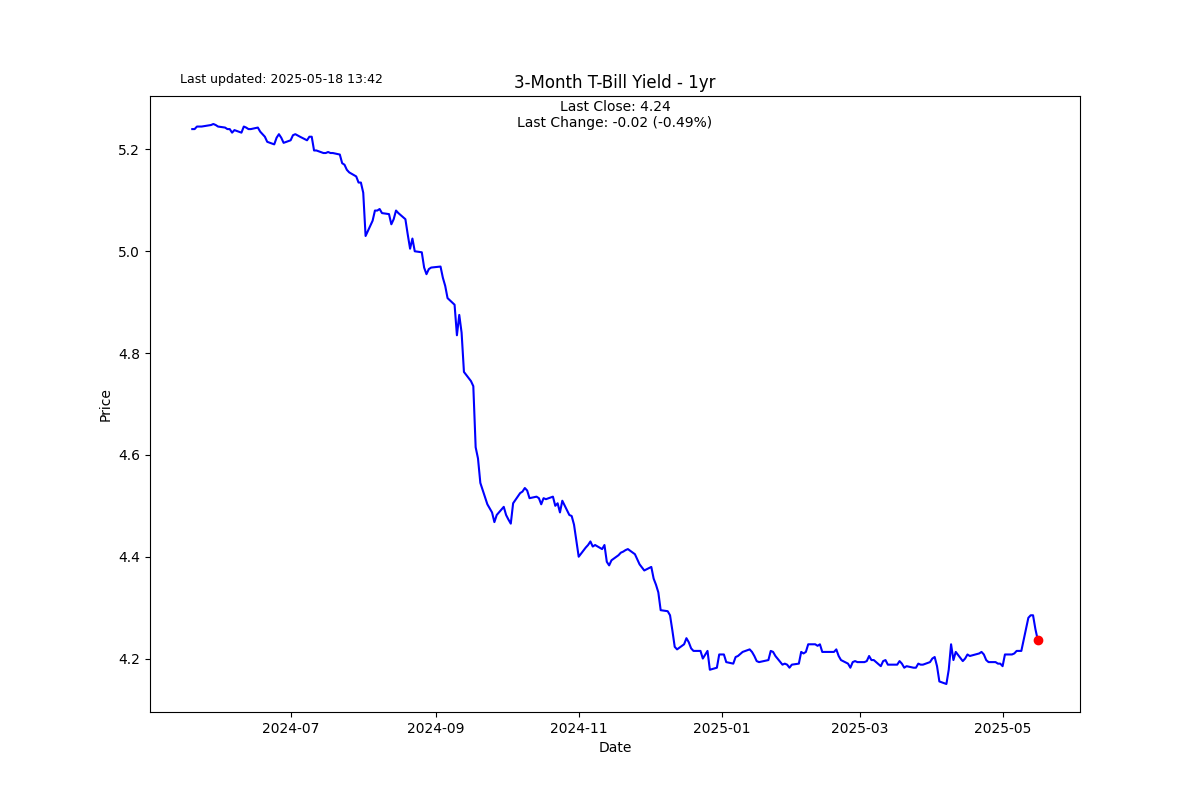 Last updated: 2025-05-18 13:42
3-Month T-Bill Yield - 1yr
Last Close: 4.24
Last Change: -0.02 (-0.49%)
Price
5.2
5.0
4.8
4.6
4.4
4.2
2024-07
2024-09
2024-11
2025-01
2025-03
2025-05
Date